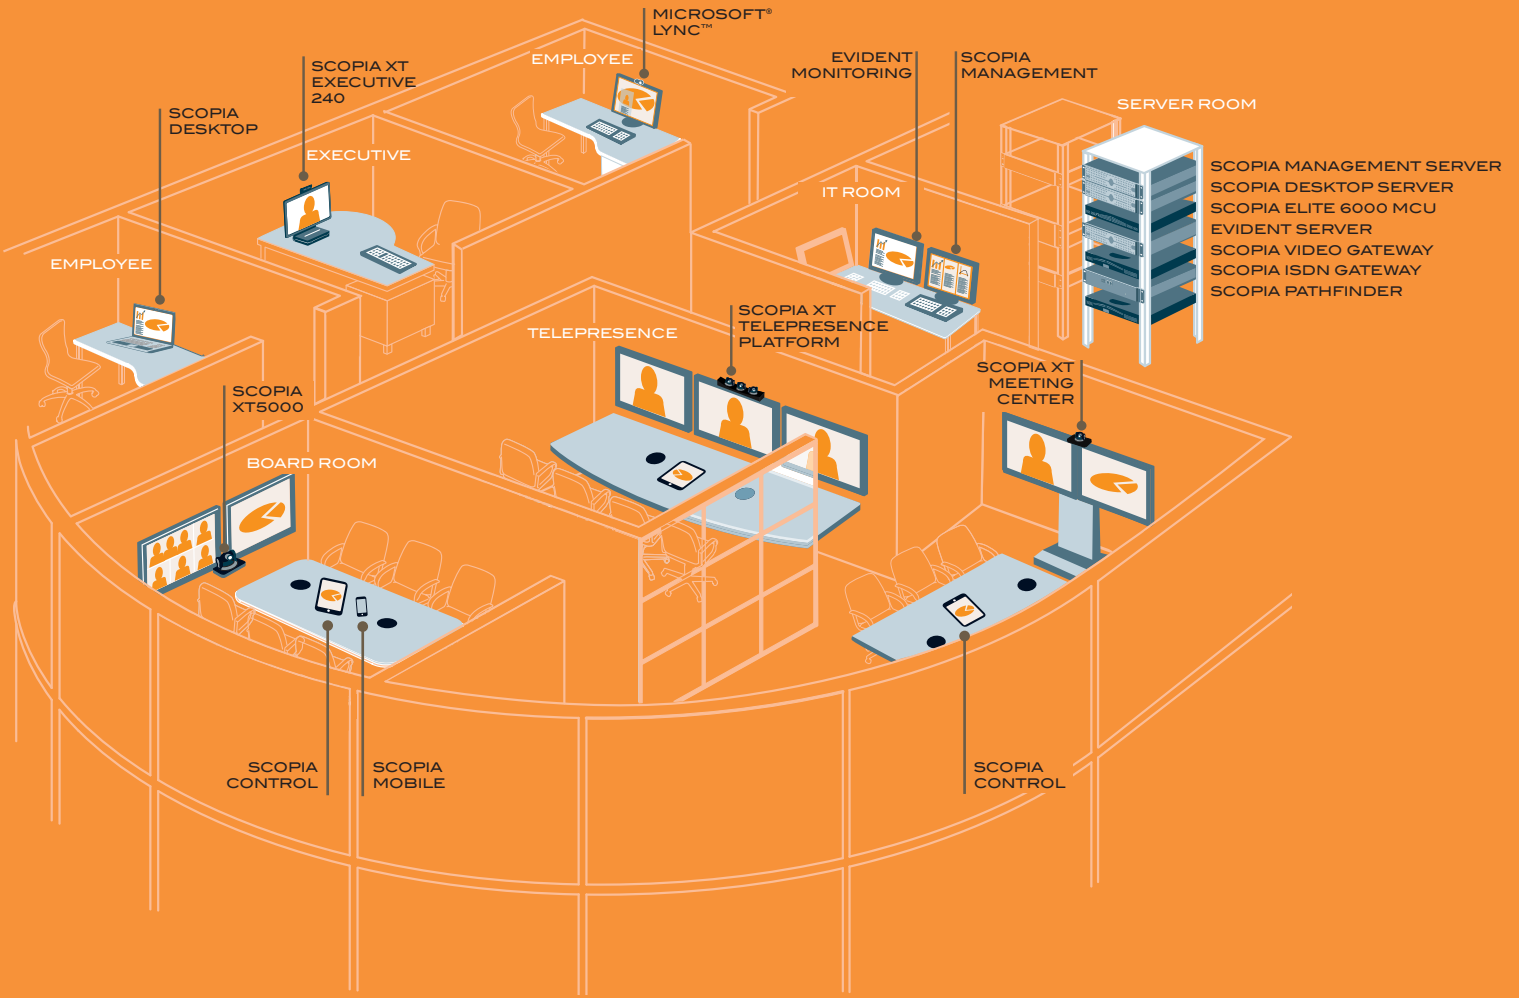 MICROSOFT®
LYNC™
EMPLOYEE
SCOPIA XT
EXECUTIVE
240
EVIDENT
MONITORING
SCOPIA
MANAGEMENT
SCOPIA
DESKTOP
EXECUTIVE
SERVER ROOM
IT ROOM
SCOPIA MANAGEMENT SERVER
SCOPIA DESKTOP SERVER
SCOPIA ELITE 6000 MCU
EVIDENT SERVER
SCOPIA VIDEO GATEWAY
SCOPIA ISDN GATEWAY
SCOPIA PATHFINDER
EMPLOYEE
TELEPRESENCE
SCOPIA XT
TELEPRESENCE
PLATFORM
SCOPIA XT
MEETING
CENTER
SCOPIA
XT5000
BOARD ROOM
SCOPIA
CONTROL
SCOPIA
MOBILE
SCOPIA
CONTROL